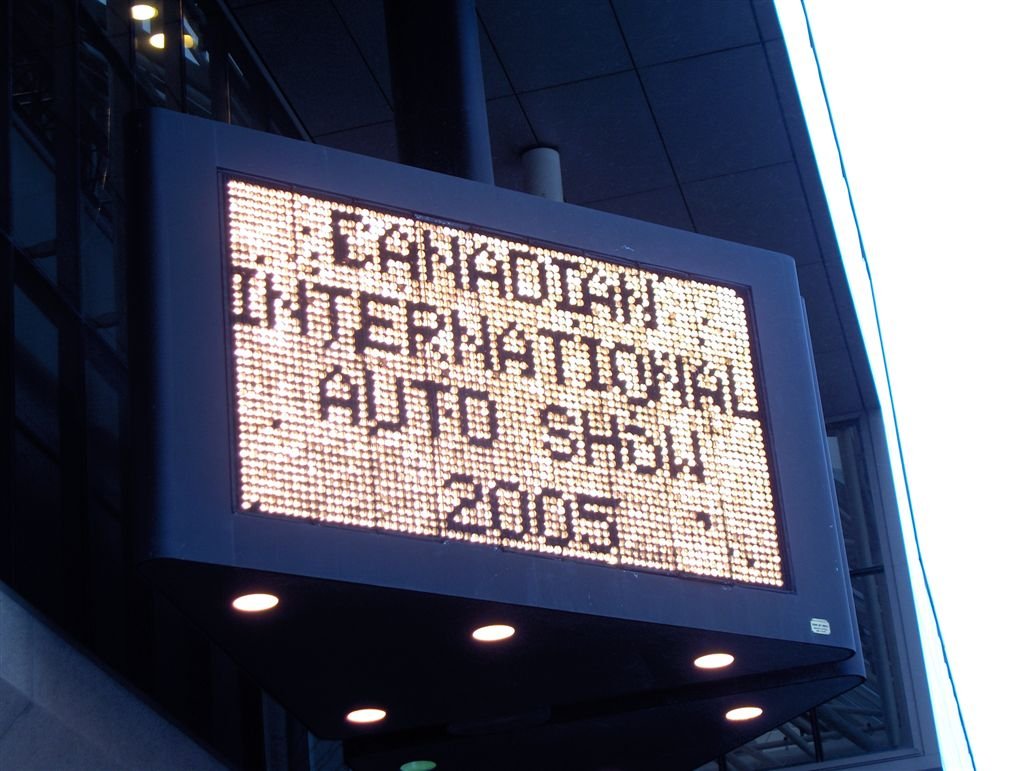 CANADIAN
INTERNATIONAL
AUTO SHOW
2005